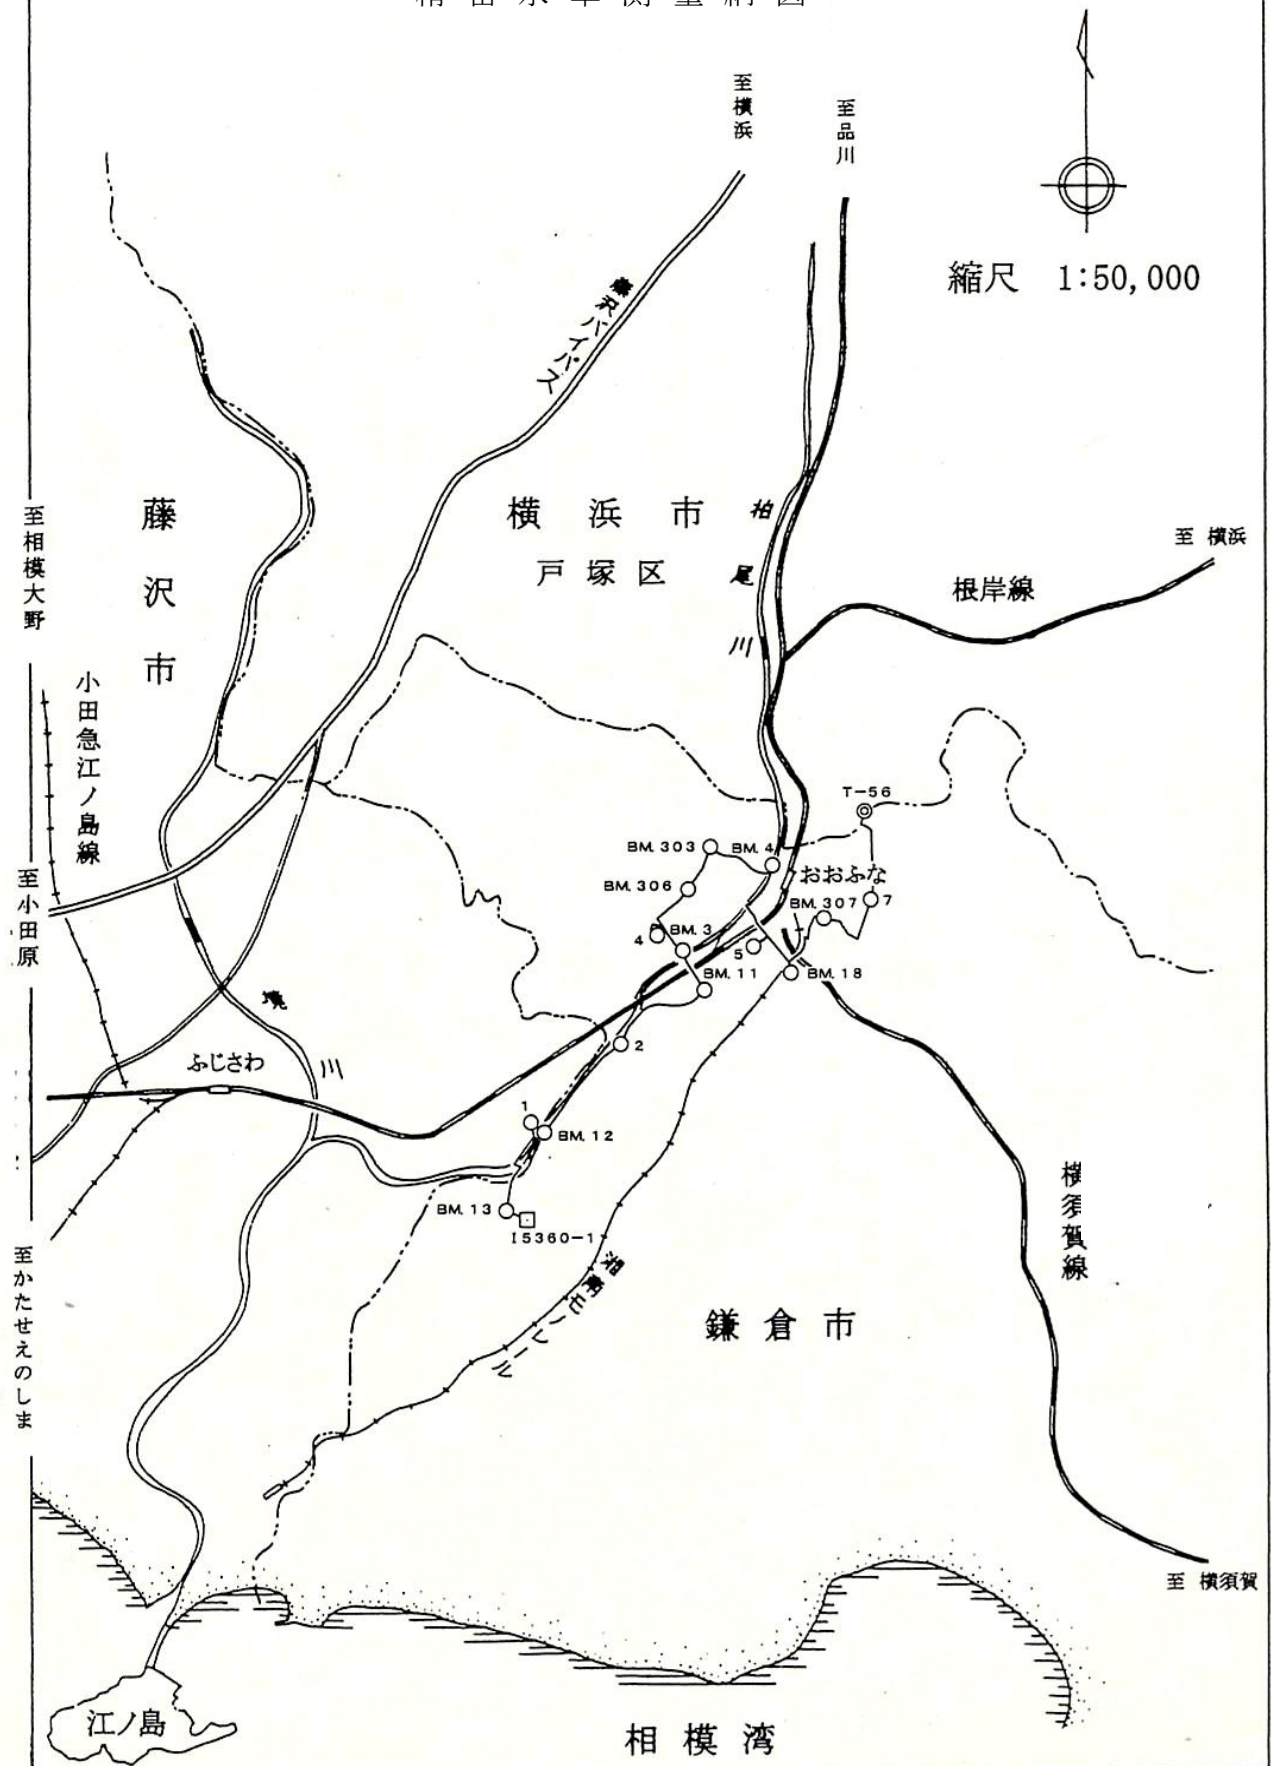 精密水準測量網図
至横浜
至品川
縮尺 1:50,000
藤沢バイパス
至相模大野
藤沢市
横浜市
戸塚区
柏尾川
至 横浜
根岸線
小田急江ノ島線
T-56
BM. 303
BM. 4
おおふな
BM. 306
BM. 307
7
至小田原
4
BM. 3
5
BM. 11
BM. 18
境川
2
ふじさわ
1
BM. 12
横須賀線
BM. 13
I5360-1
至かたせえのしま
湘南モノレール
鎌倉市
至 横須賀
江ノ島
相模湾